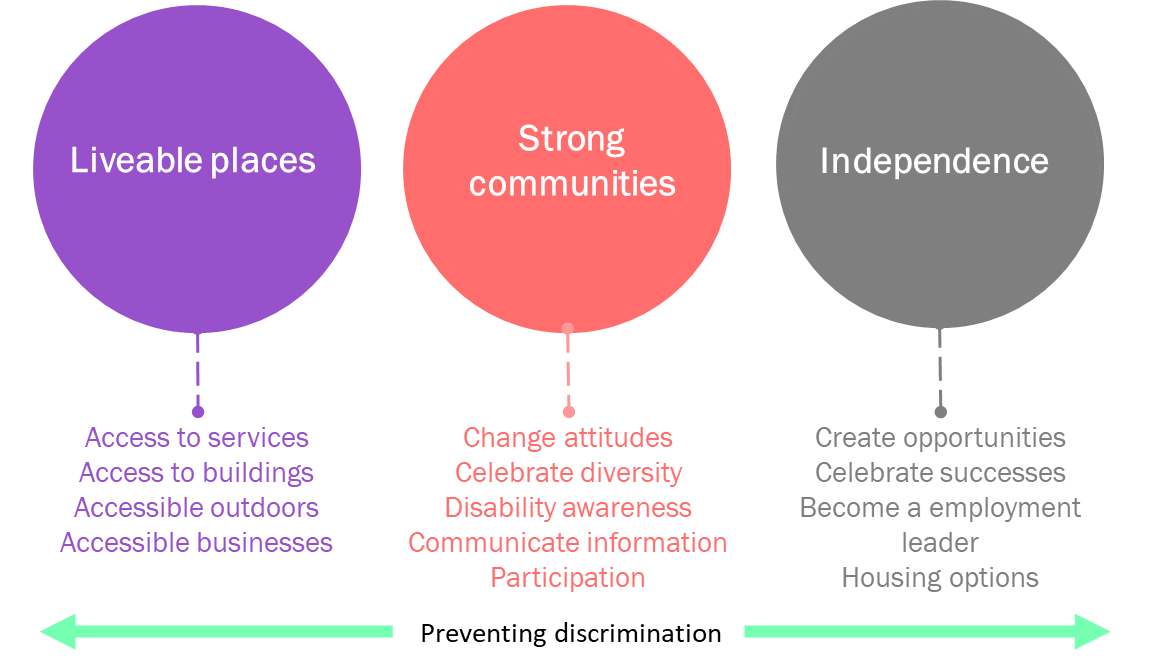 Liveable places
Strong
communities
Independence
Access to services
Access to buildings
Accessible outdoors
Accessible businesses
Change attitudes
Celebrate diversity
Disability awareness
Communicate information
Participation
Create opportunities
Celebrate successes
Become a employment
leader
Housing options
Preventing discrimination